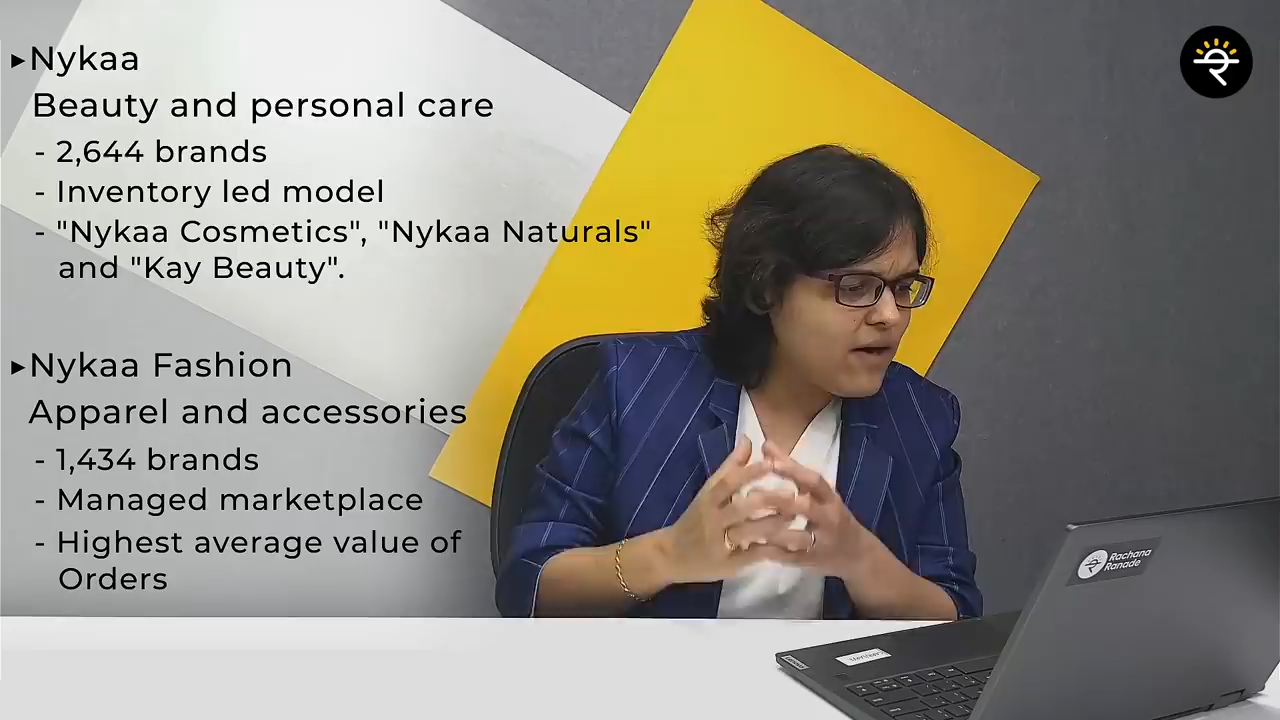 ▸Nykaa
Beauty and personal care
- 2,644 brands
- Inventory led model
- "Nykaa Cosmetics", "Nykaa Naturals"
and "Kay Beauty".
▸Nykaa Fashion
Apparel and accessories
- 1,434 brands
- Managed marketplace
- Highest average value of
Orders
Rachana
Ranade
Lenovo